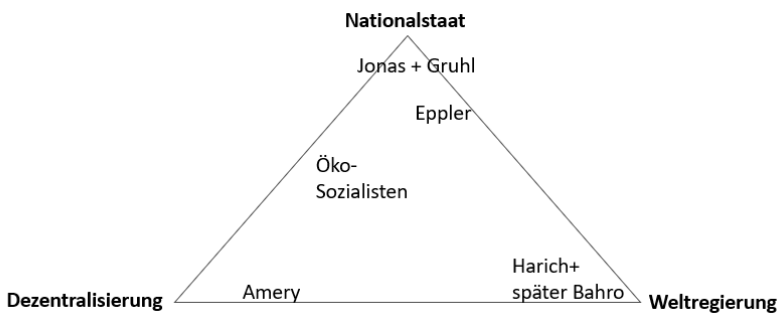 Nationalstaat
Jonas + Gruhl
Eppler
Öko-
Sozialisten
Harich+
später Bahro
Dezentralisierung
Amery
Weltregierung